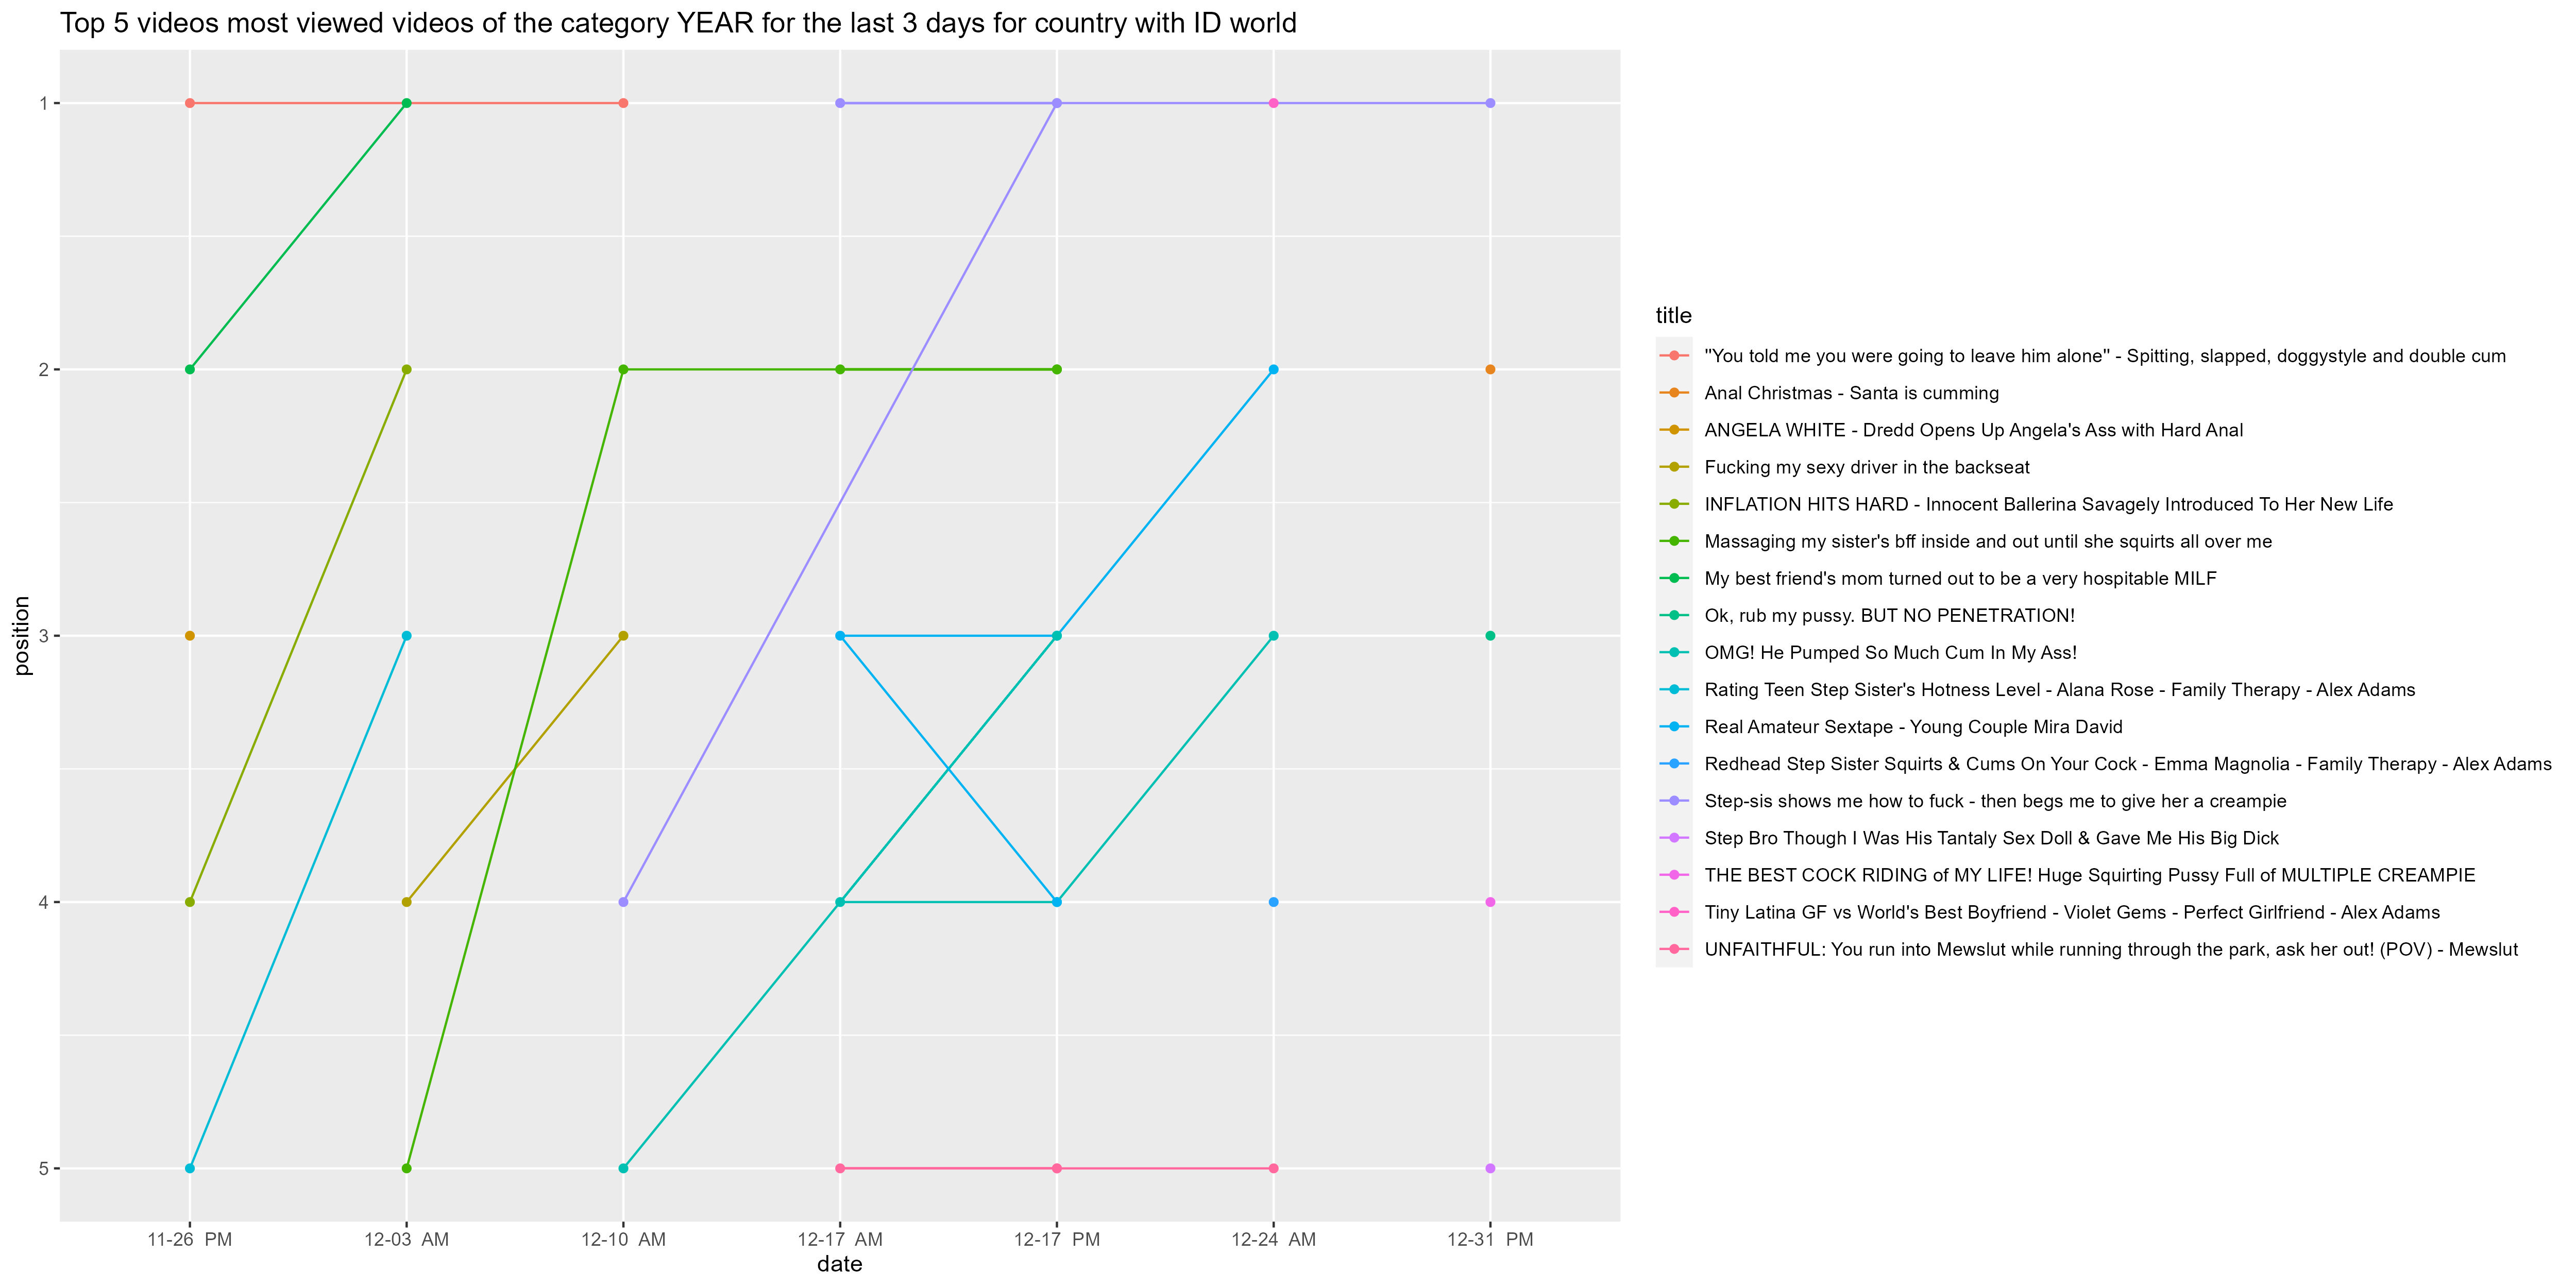 Top 5 videos most viewed videos of the category YEAR for the last 3 days for country with ID world
position
1
2
3
4
5
11-26 PM
12-03 AM
12-10 AM
12-17 AM
12-17 PM
12-24 AM
12-31 PM
date
title
"You told me you were going to leave him alone" - Spitting, slapped, doggystyle and double cum
Anal Christmas - Santa is cumming
ANGELA WHITE - Dredd Opens Up Angela's Ass with Hard Anal
Fucking my sexy driver in the backseat
INFLATION HITS HARD - Innocent Ballerina Savagely Introduced To Her New Life
Massaging my sister's bff inside and out until she squirts all over me
My best friend's mom turned out to be a very hospitable MILF
Ok, rub my pussy. BUT NO PENETRATION!
OMG! He Pumped So Much Cum In My Ass!
Rating Teen Step Sister's Hotness Level - Alana Rose - Family Therapy - Alex Adams
Real Amateur Sextape - Young Couple Mira David
Redhead Step Sister Squirts & Cums On Your Cock - Emma Magnolia - Family Therapy - Alex Adams
Step-sis shows me how to fuck - then begs me to give her a creampie
Step Bro Though I Was His Tantaly Sex Doll & Gave Me His Big Dick
THE BEST COCK RIDING of MY LIFE! Huge Squirting Pussy Full of MULTIPLE CREAMPIE
Tiny Latina GF vs World's Best Boyfriend - Violet Gems - Perfect Girlfriend - Alex Adams
UNFAITHFUL: You run into Mewslut while running through the park, ask her out! (POV) - Mewslut